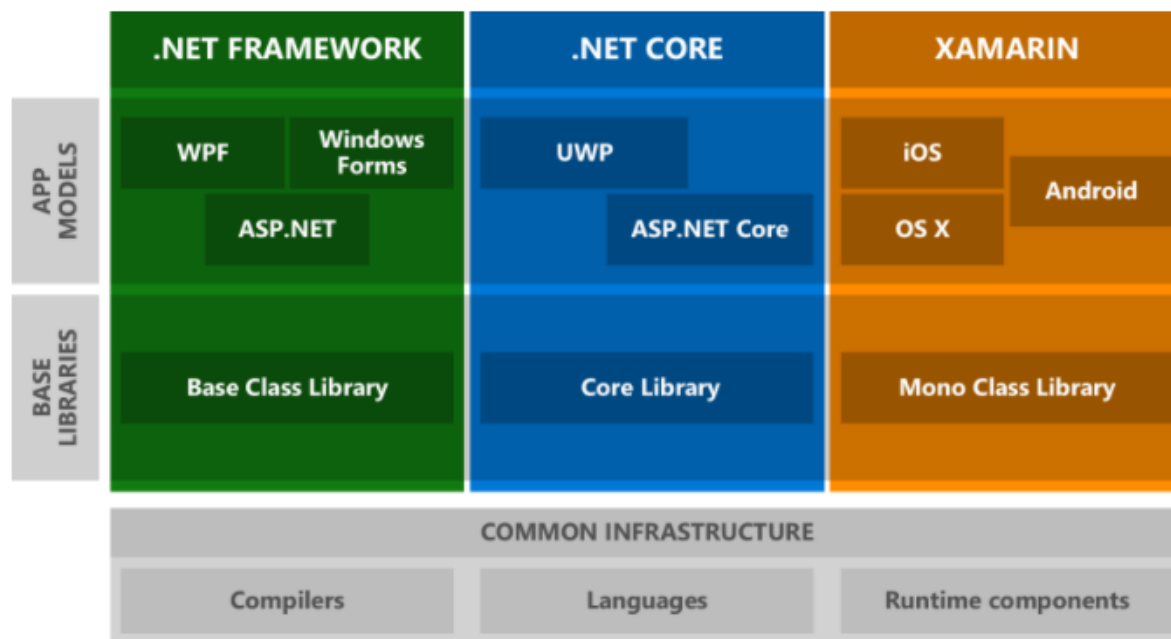 .NET FRAMEWORK
.NET CORE
XAMARIN
APP
MODELS
WPF
Windows
Forms
ASP.NET
UWP
ASP.NET Core
iOS
Android
OS X
BASE
LIBRARIES
Base Class Library
Core Library
Mono Class Library
COMMON INFRASTRUCTURE
Compilers
Languages
Runtime components